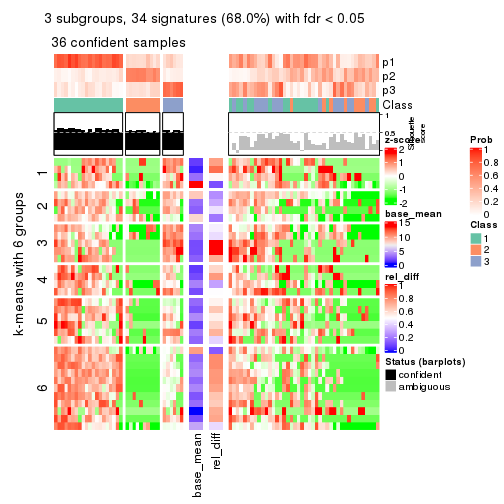 3 subgroups, 34 signatures (68.0%) with fdr < 0.05
36 confident samples
p1
p2
p3
Class
1
0.5
0
Silhouette
score
k-means with 6 groups
1
2
3
4
5
6
base_mean
rel_diff
z-score
2
1
0
-1
-2
base_mean
15
10
5
0
rel_diff
1
0.8
0.6
0.4
0.2
0
Status (barplots)
confident
ambiguous
Prob
1
0.8
0.6
0.4
0.2
0
Class
1
2
3